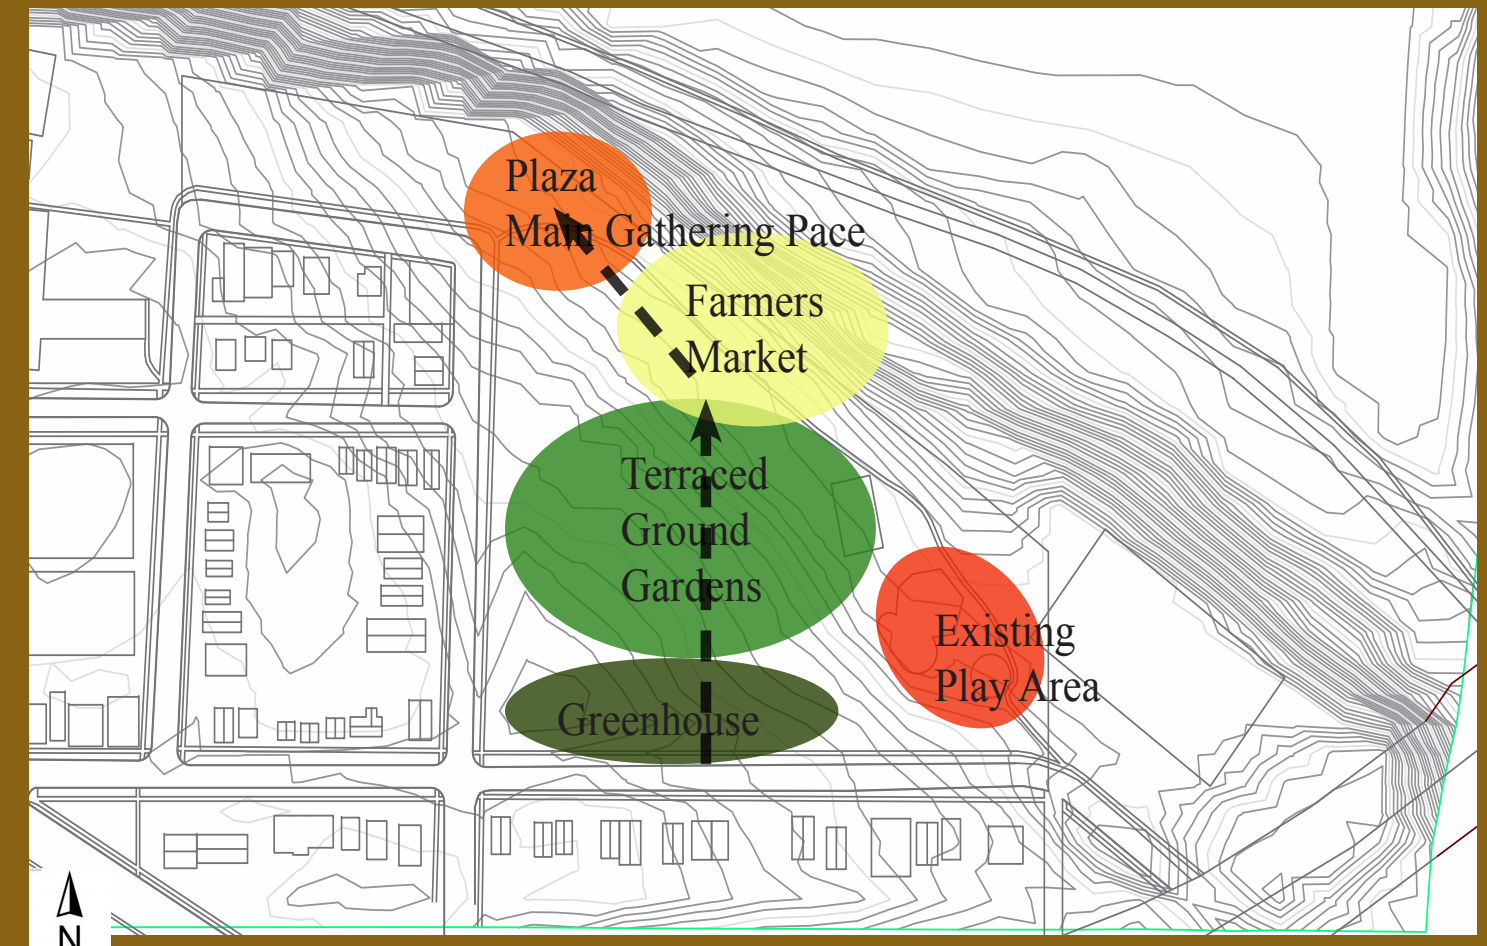 Plaza
Main Gathering Pace
Farmers
Market
Terraced
Ground
Gardens
Existing
Play Area
Greenhouse
N